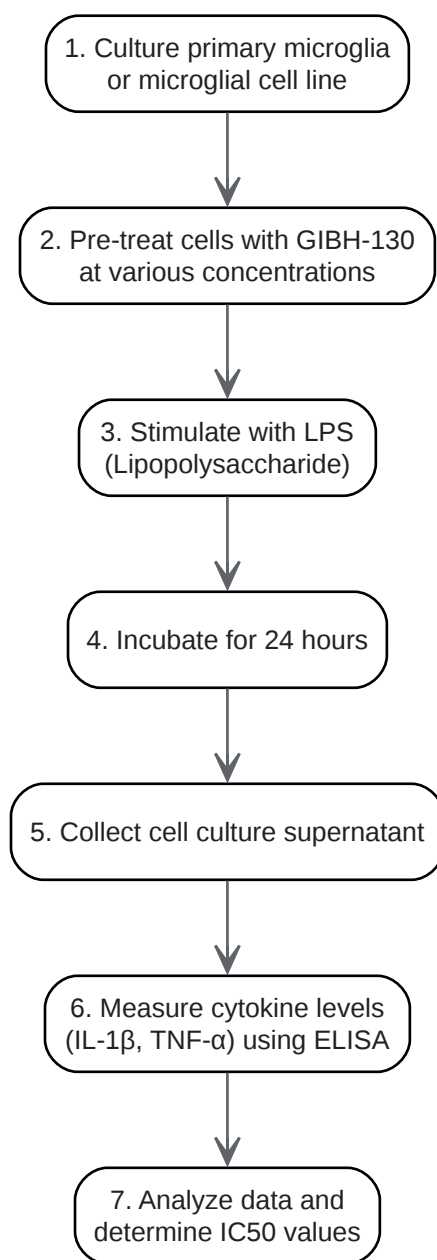 1. Culture primary microglia
or microglial cell line
2. Pre-treat cells with GIBH-130
at various concentrations
3. Stimulate with LPS
(Lipopolysaccharide)
4. Incubate for 24 hours
5. Collect cell culture supernatant
6. Measure cytokine levels
(IL-1β, TNF-α) using ELISA
7. Analyze data and
determine IC50 values